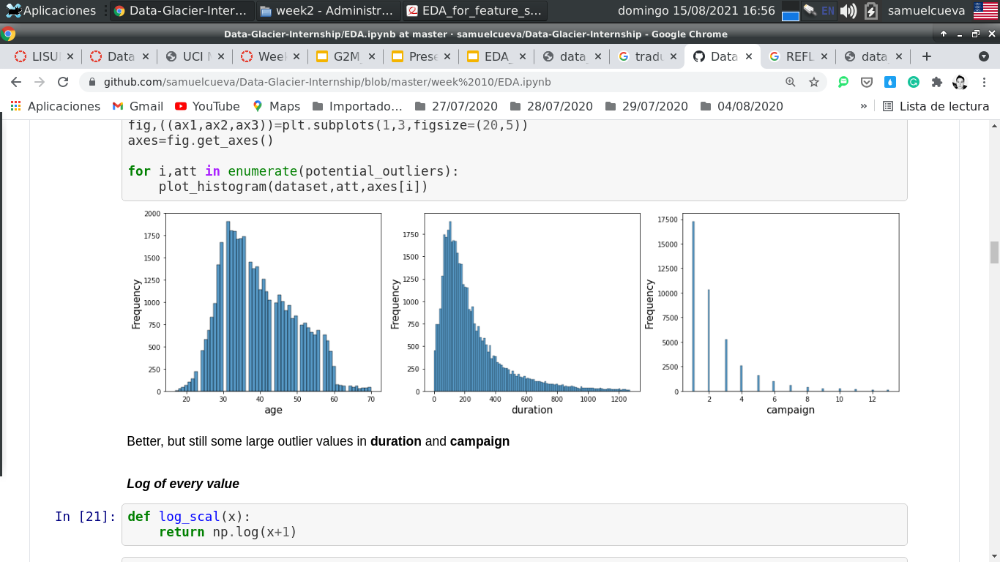 Aplicaciones
Data-Glacier-Inter...
week2 - Administr...
EDA_for_feature_s...
domingo 15/08/2021 16:56
EN
samuelcueva
Data-Glacier-Internship/EDA.ipynb at master · samuelcueva/Data-Glacier-Internship - Google Chrome
LISU
Data
UCI M
Week
G2M_
Prese
EDA_
data_
tradu
Data
REFL
data_
github.com/samuelcueva/Data-Glacier-Internship/blob/master/week%2010/EDA.ipynb
Aplicaciones
Gmail
YouTube
Maps
Importado...
27/07/2020
28/07/2020
29/07/2020
04/08/2020
»
Lista de lectura
fig,((ax1,ax2,ax3))=plt.subplots(1,3,figsize=(20,5))
axes=fig.get_axes()
for i,att in enumerate(potential_outliers):
    plot_histogram(dataset,att,axes[i])
2000
1750
1500
1250
1000
750
500
250
0
Frequency
20 30 40 50 60 70
age
1750
1500
1250
1000
750
500
250
0
Frequency
0 200 400 600 800 1000 1200
duration
17500
15000
12500
10000
7500
5000
2500
0
Frequency
2 4 6 8 10 12
campaign
Better, but still some large outlier values in duration and campaign
Log of every value
In [21]:
def log_scal(x):
    return np.log(x+1)